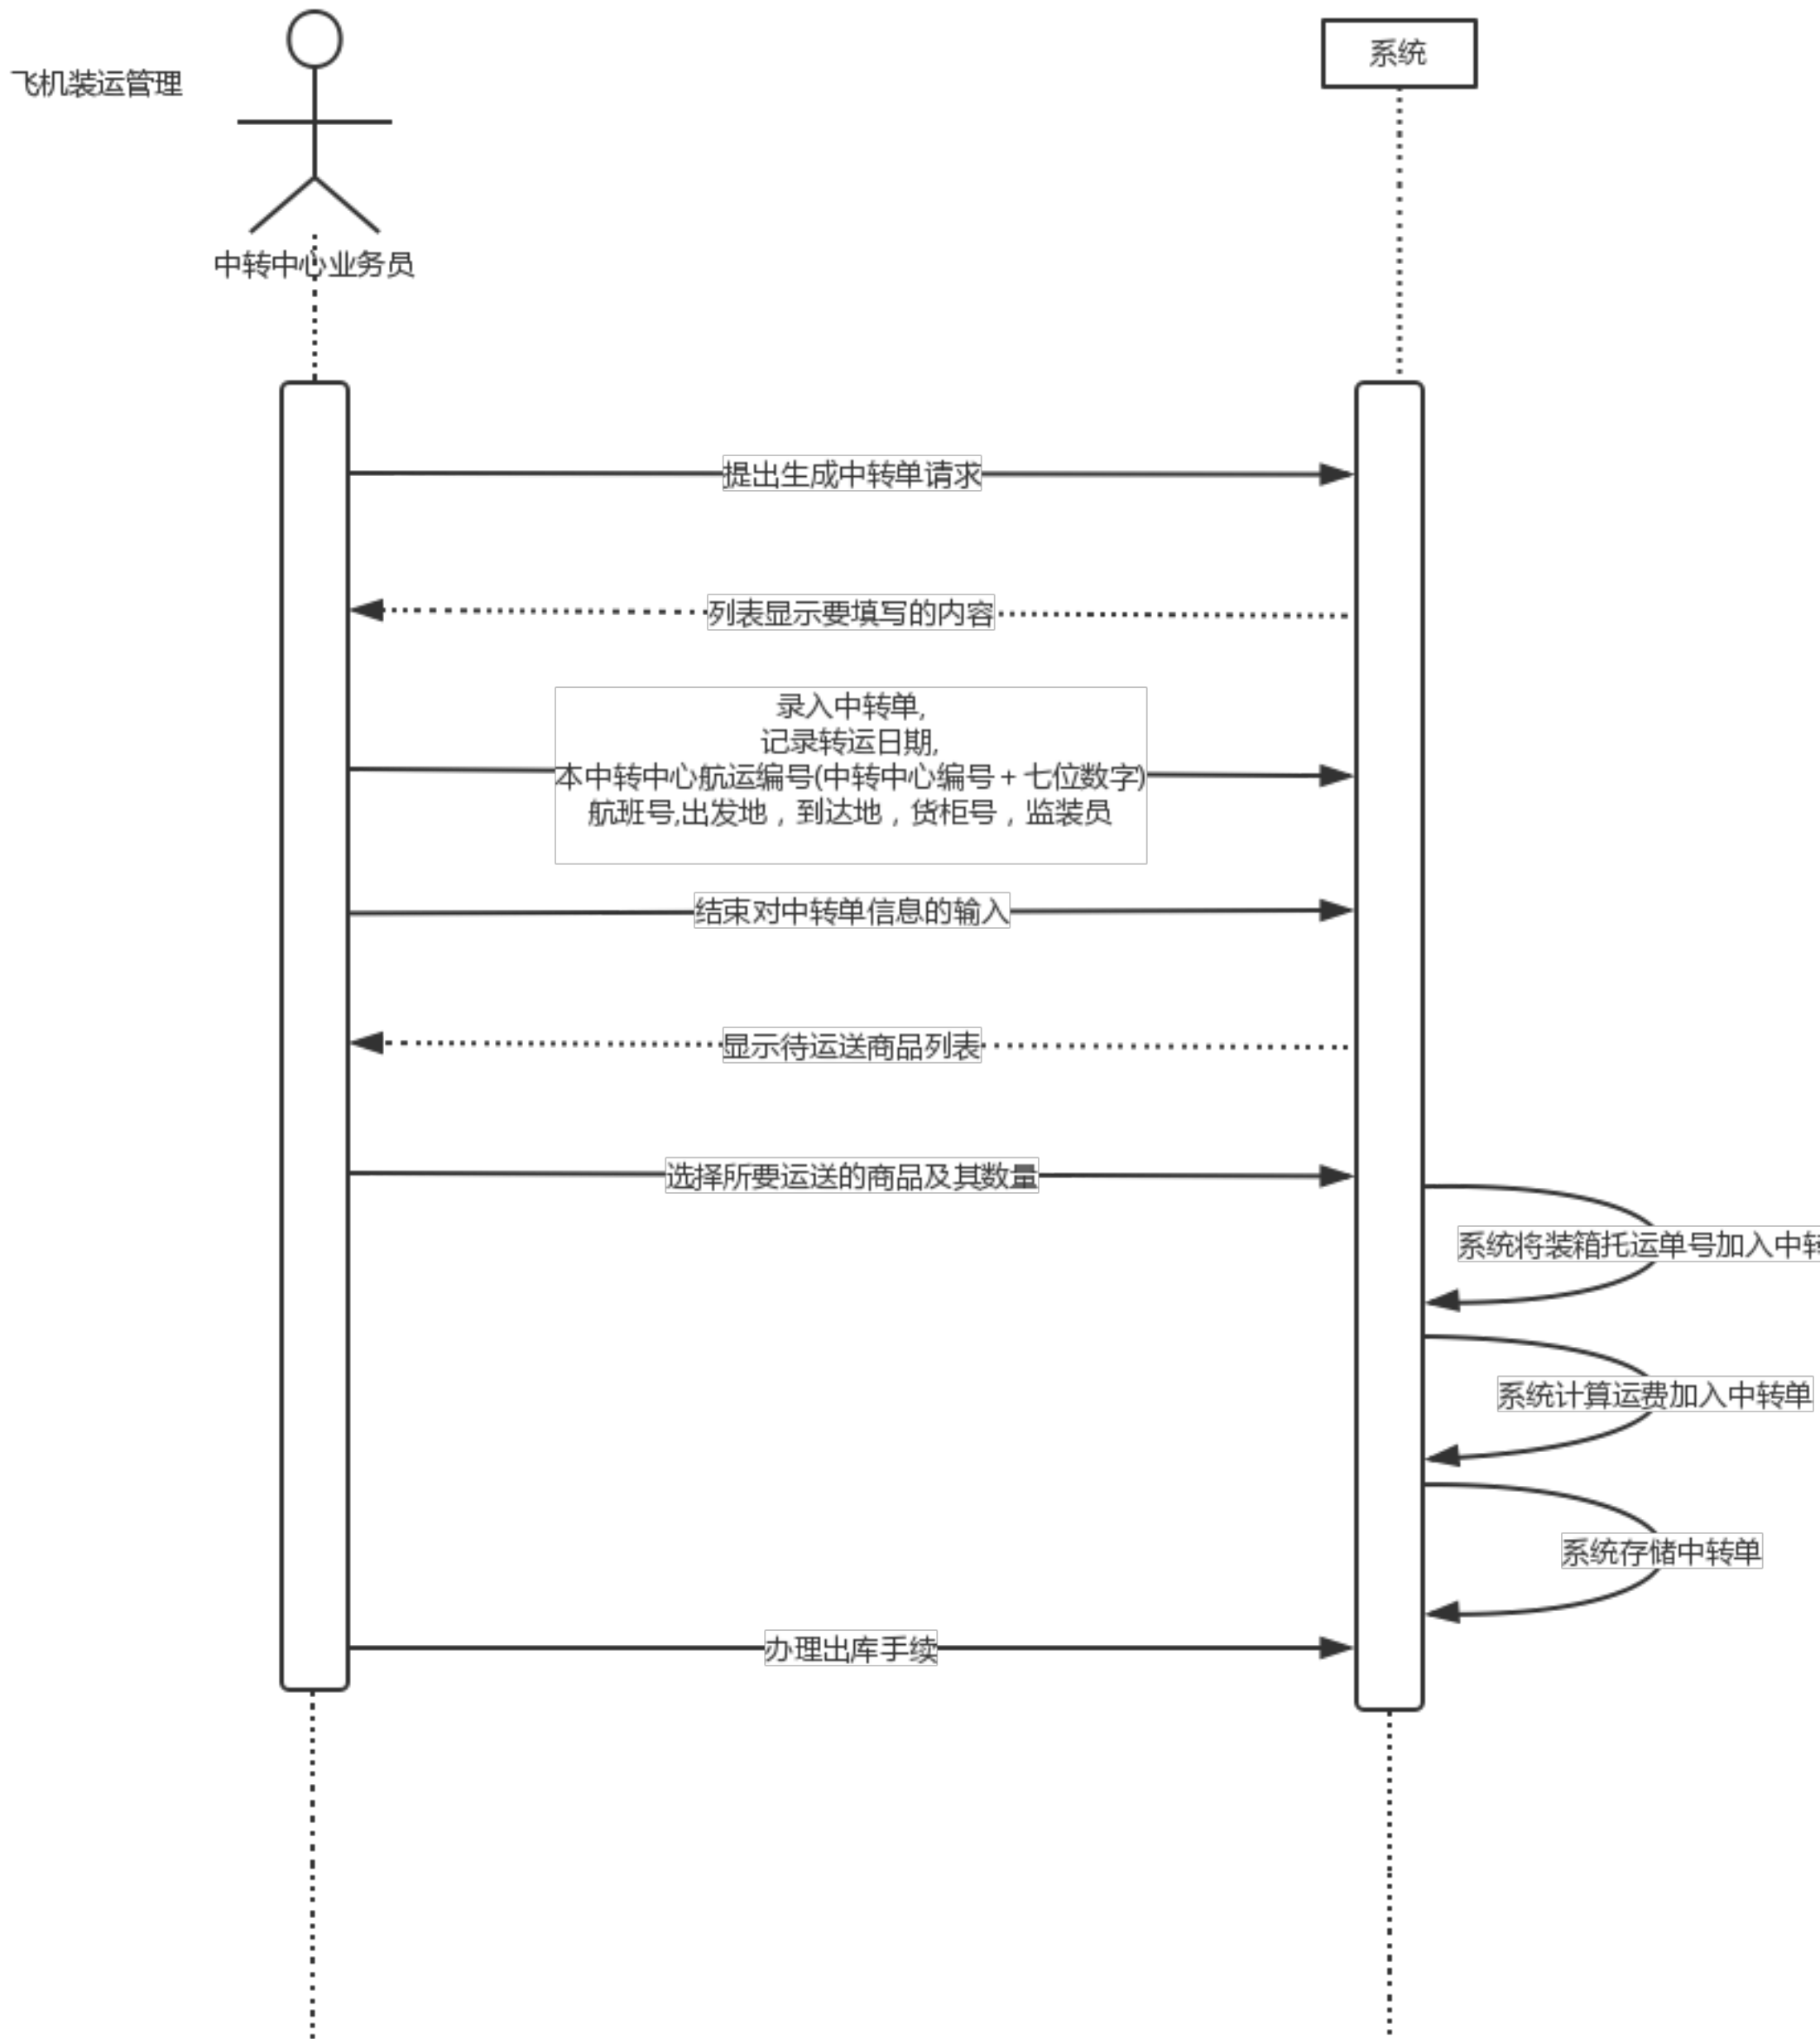 飞机装运管理
系统
中转中心业务员
提出生成中转单请求
列表显示要填写的内容
录入中转单,
记录转运日期,
本中转中心航运编号(中转中心编号+七位数字)
航班号,出发地，到达地，货柜号，监装员
结束对中转单信息的输入
显示待运送商品列表
选择所要运送的商品及其数量
系统将装箱托运单号加入中
系统计算运费加入中转单
系统存储中转单
办理出库手续